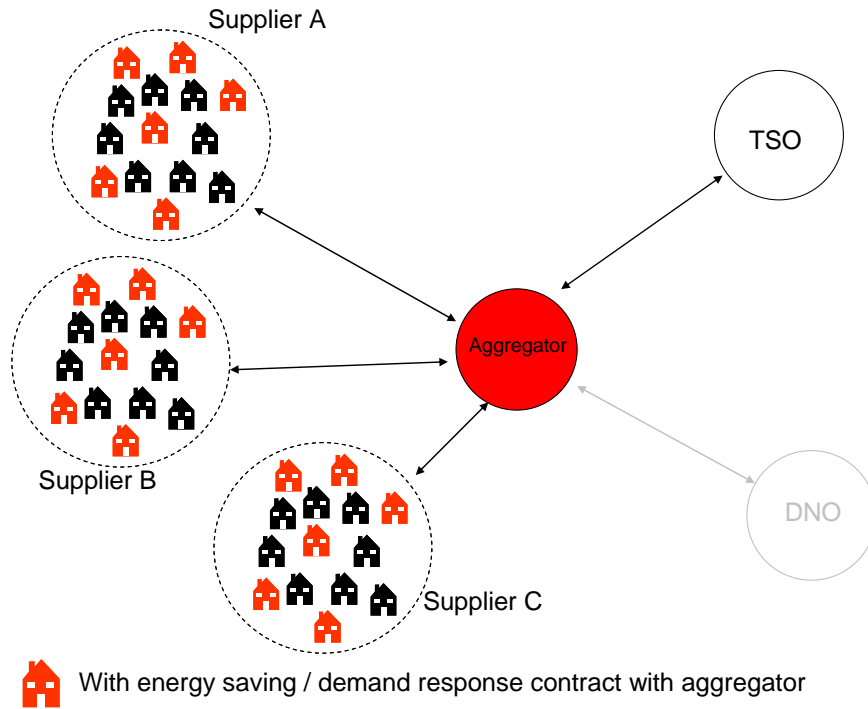 Supplier A
TSO
Aggregator
Supplier B
DNO
Supplier C
With energy saving / demand response contract with aggregator